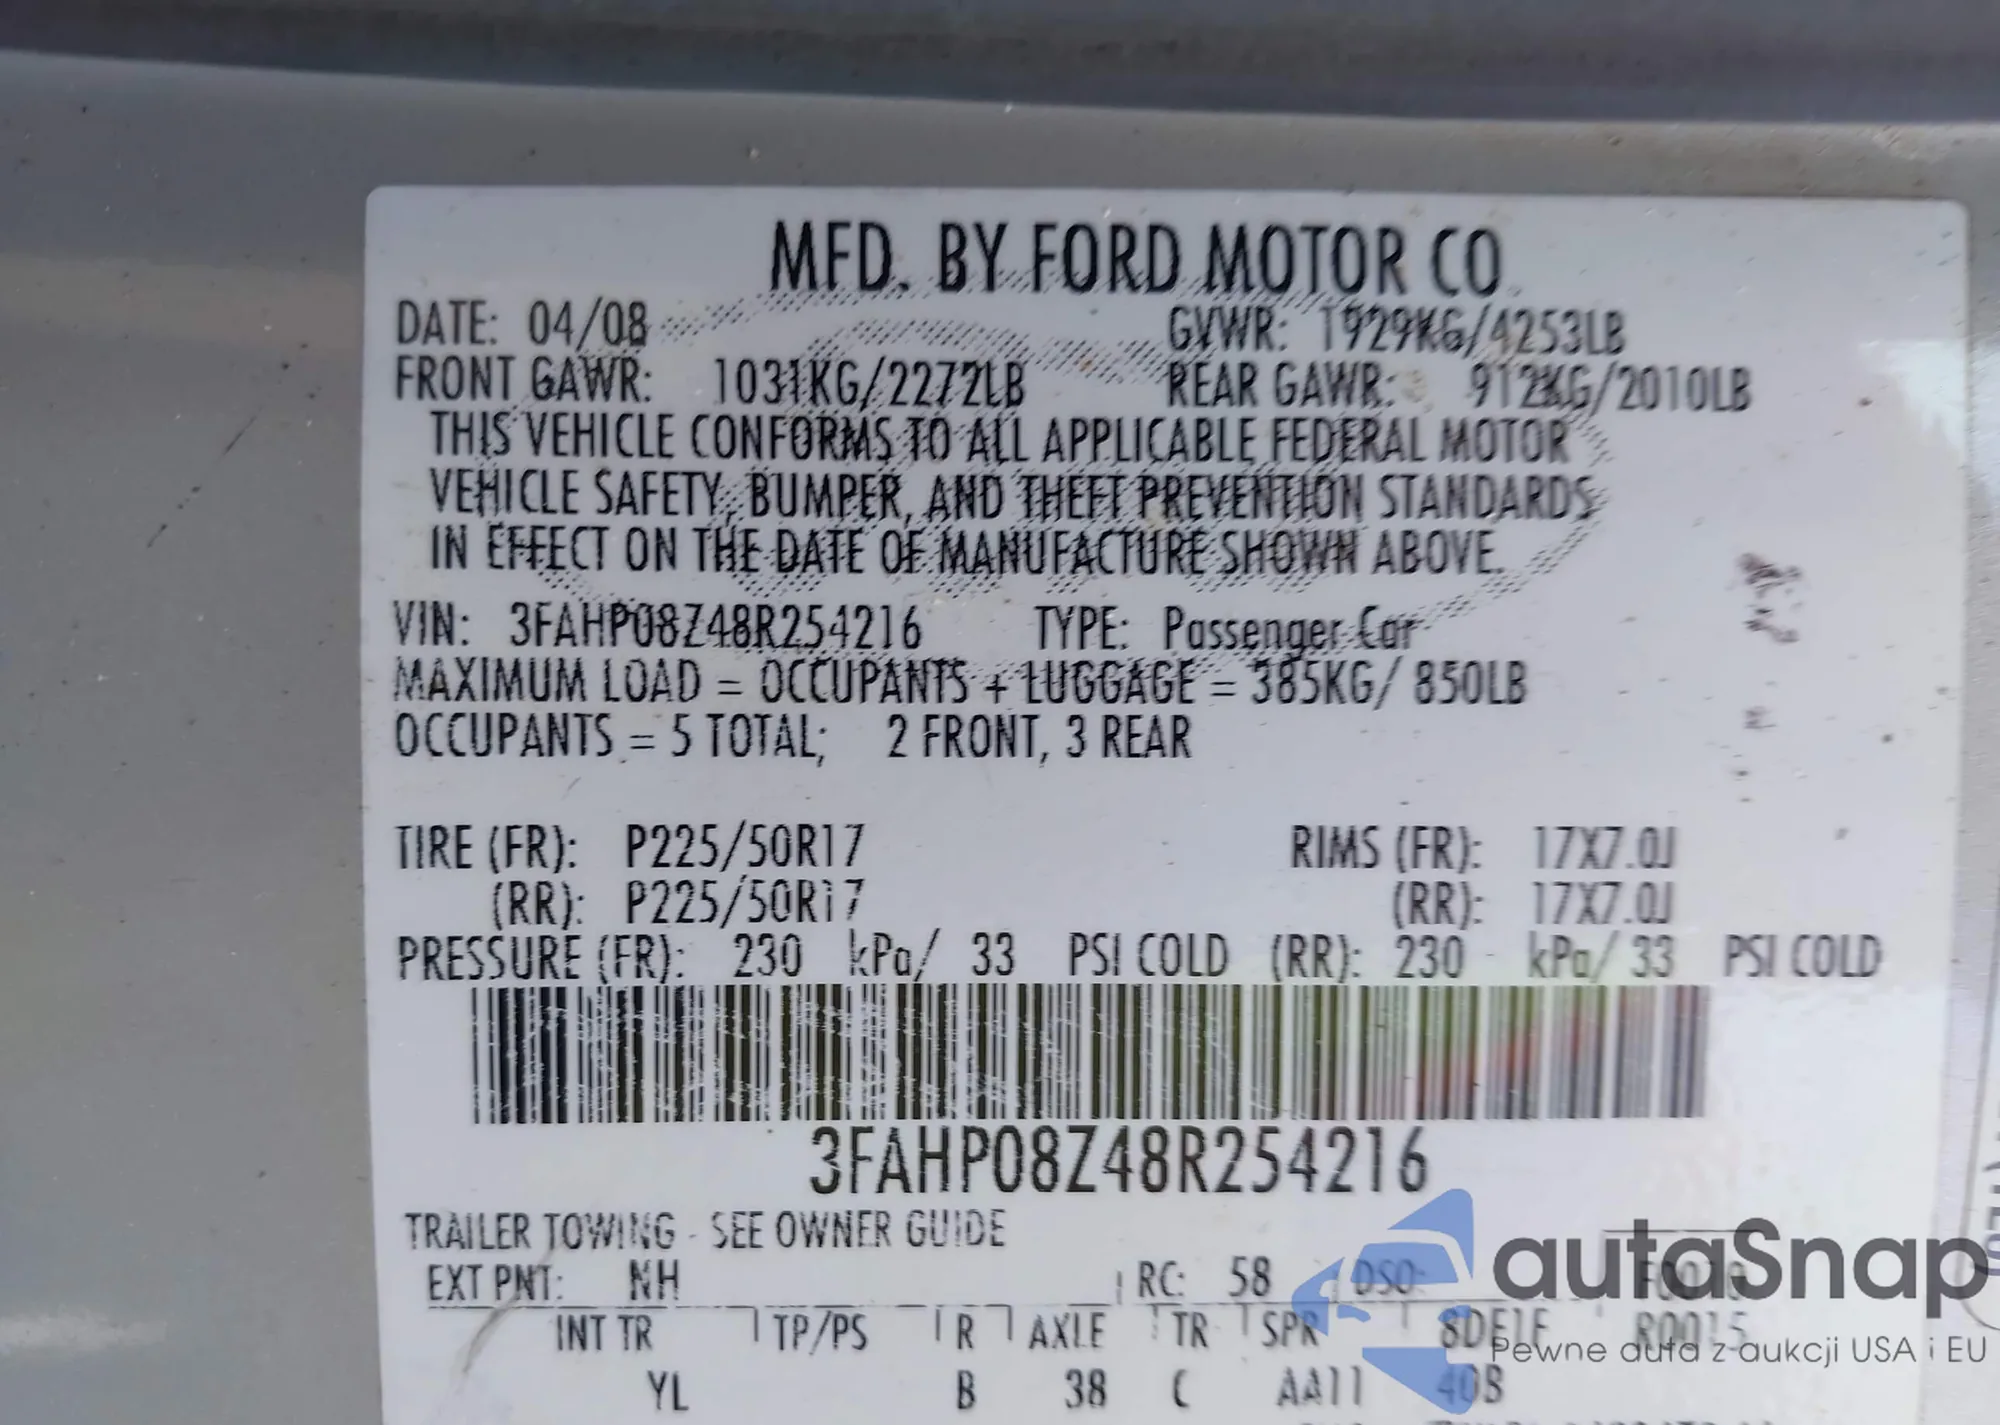 MFD. BY FORD MOTOR CO.
DATE: 04/08 GVWR: 1929KG/4253LB
FRONT GAWR: 1031KG/2272LB REAR GAWR: 912KG/2010LB
THIS VEHICLE CONFORMS TO ALL APPLICABLE FEDERAL MOTOR
VEHICLE SAFETY, BUMPER, AND THEFT PREVENTION STANDARDS
IN EFFECT ON THE DATE OF MANUFACTURE SHOWN ABOVE.
VIN: 3FAHP08Z48R254216 TYPE: Passenger Car
MAXIMUM LOAD = OCCUPANTS + LUGGAGE = 385KG/ 850LB
OCCUPANTS = 5 TOTAL; 2 FRONT, 3 REAR
TIRE (FR): P225/50R17 RIMS (FR): 17X7.0J
(RR): P225/50R17 (RR): 17X7.0J
PRESSURE (FR): 230 kPa/ 33 PSI COLD (RR): 230 kPa/ 33 PSI COLD
3FAHP08Z48R254216
TRAILER TOWING - SEE OWNER GUIDE
EXT PNT: NH RC: 58 DSO:
INT TR TP/PS R AXLE TR SPR
YL B 38 C AA11
autaSnap
Pewne auta z aukcji USA i EU